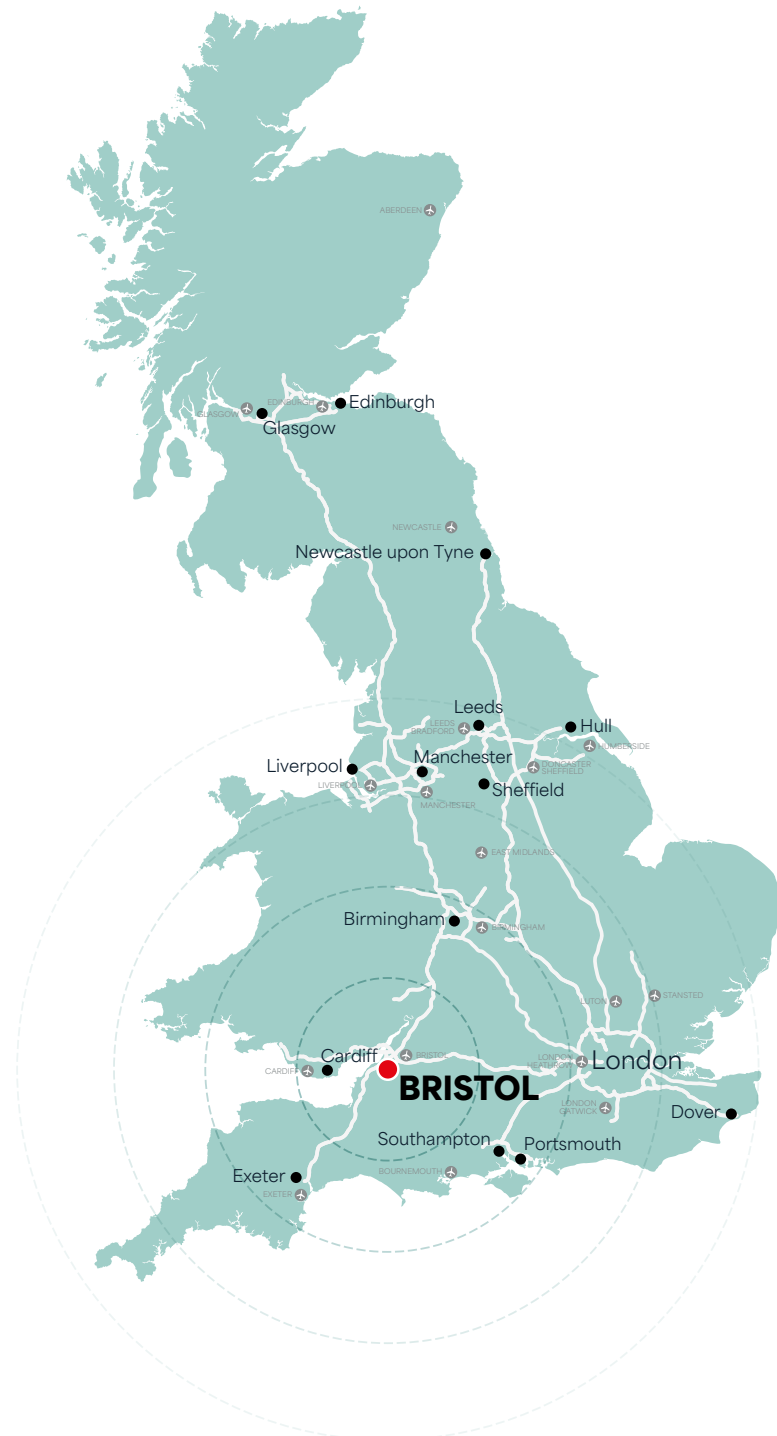 ABERDEEN
EDINBURGH
Edinburgh
GLASGOW
Glasgow
NEWCASTLE
Newcastle upon Tyne
Leeds
LEEDS
BRADFORD
Hull
HUMBERSIDE
Manchester
Liverpool
DONCASTER
SHEFFIELD
LIVERPOOL
Sheffield
MANCHESTER
EAST MIDLANDS
Birmingham
BIRMINGHAM
STANSTED
LUTON
Cardiff
BRISTOL
LONDON
HEATHROW
London
CARDIFF
BRISTOL
LONDON
GATWICK
Dover
Southampton
Portsmouth
BOURNEMOUTH
Exeter
EXETER